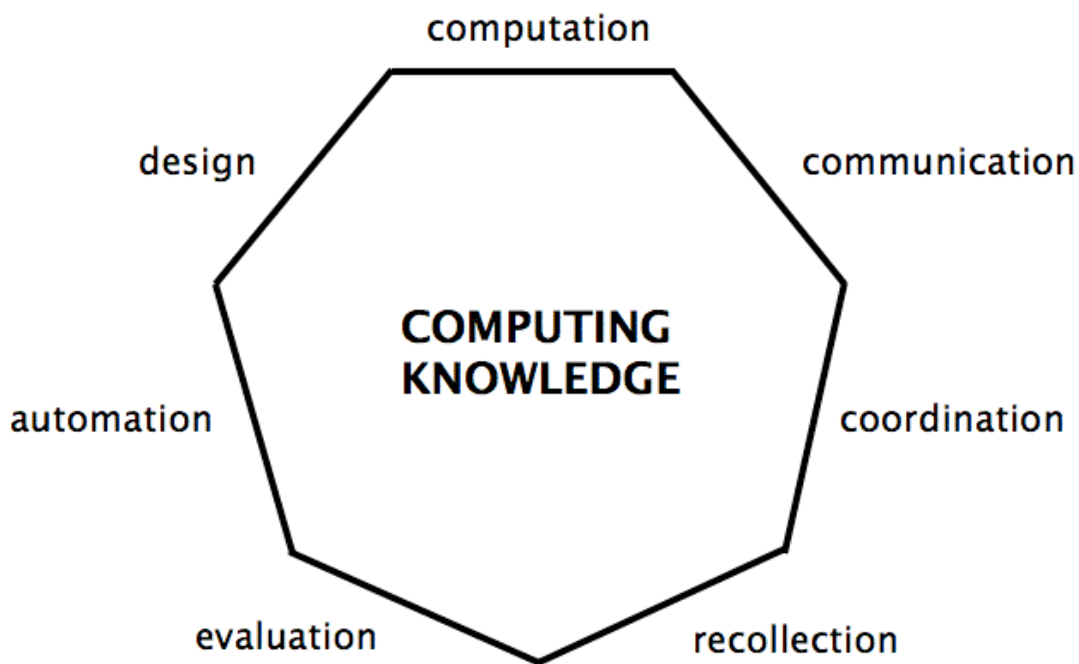 computation
design
communication
COMPUTING
KNOWLEDGE
automation
coordination
evaluation
recollection